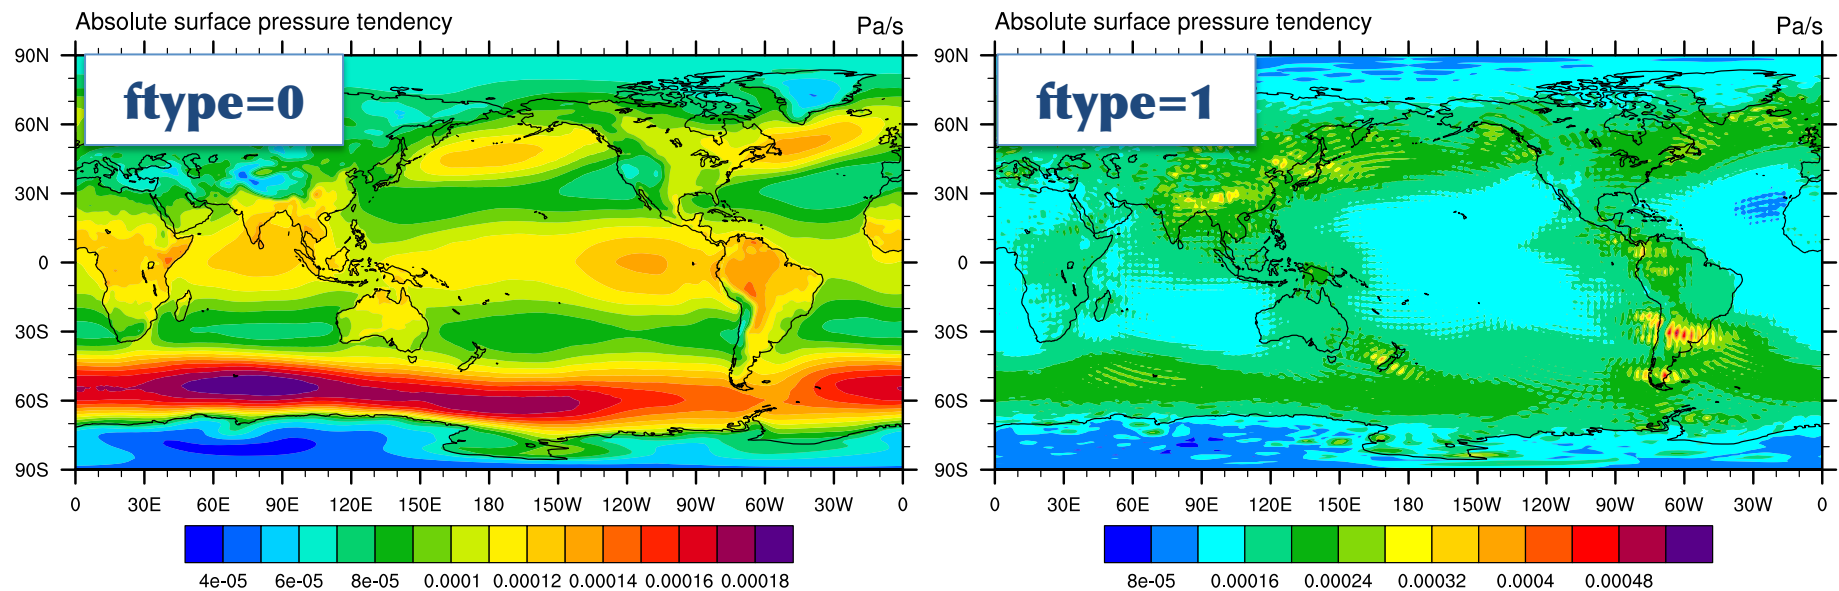 Absolute surface pressure tendency Pa/s
ftype=0
90N
60N
30N
0
30S
60S
90S
0 30E 60E 90E 120E 150E 180 150W 120W 90W 60W 30W 0
4e-05 6e-05 8e-05 0.0001 0.00012 0.00014 0.00016 0.00018
Absolute surface pressure tendency Pa/s
ftype=1
90N
60N
30N
0
30S
60S
90S
0 30E 60E 90E 120E 150E 180 150W 120W 90W 60W 30W 0
8e-05 0.00016 0.00024 0.00032 0.0004 0.00048